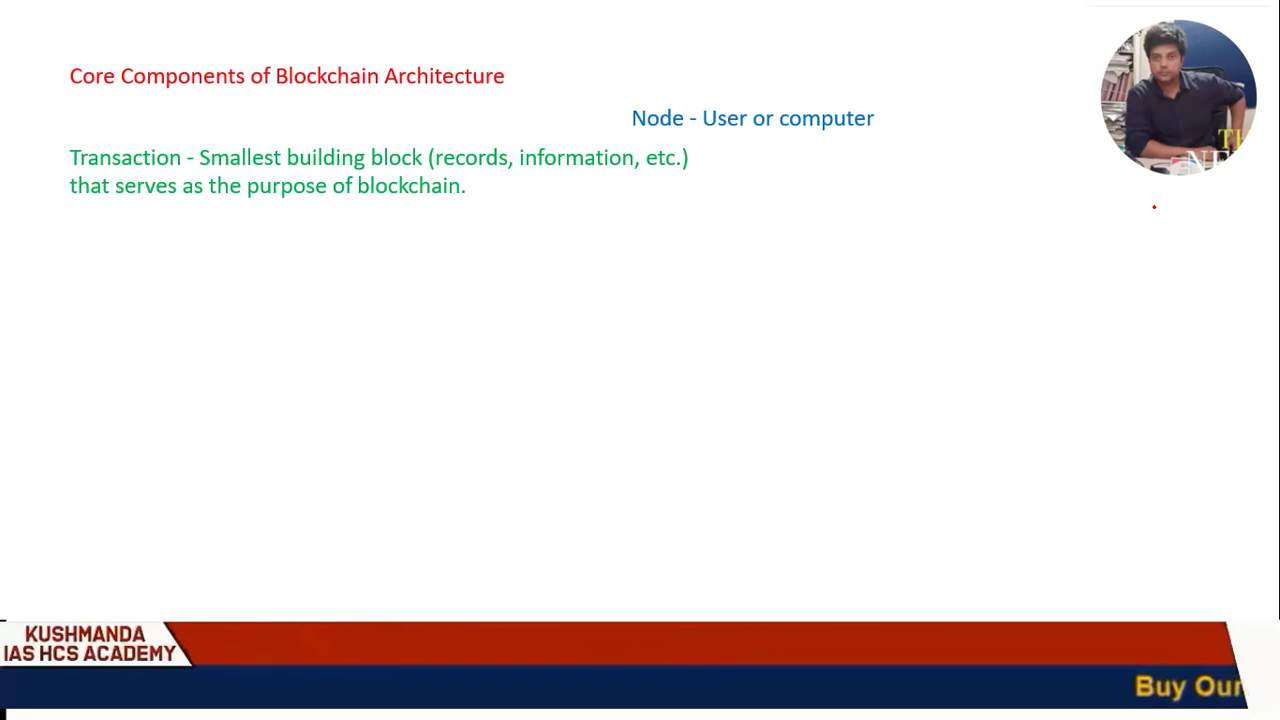 Core Components of Blockchain Architecture
Node - User or computer
Transaction - Smallest building block (records, information, etc.)
that serves as the purpose of blockchain.
KUSHMANDA
IAS HCS ACADEMY
Buy Our